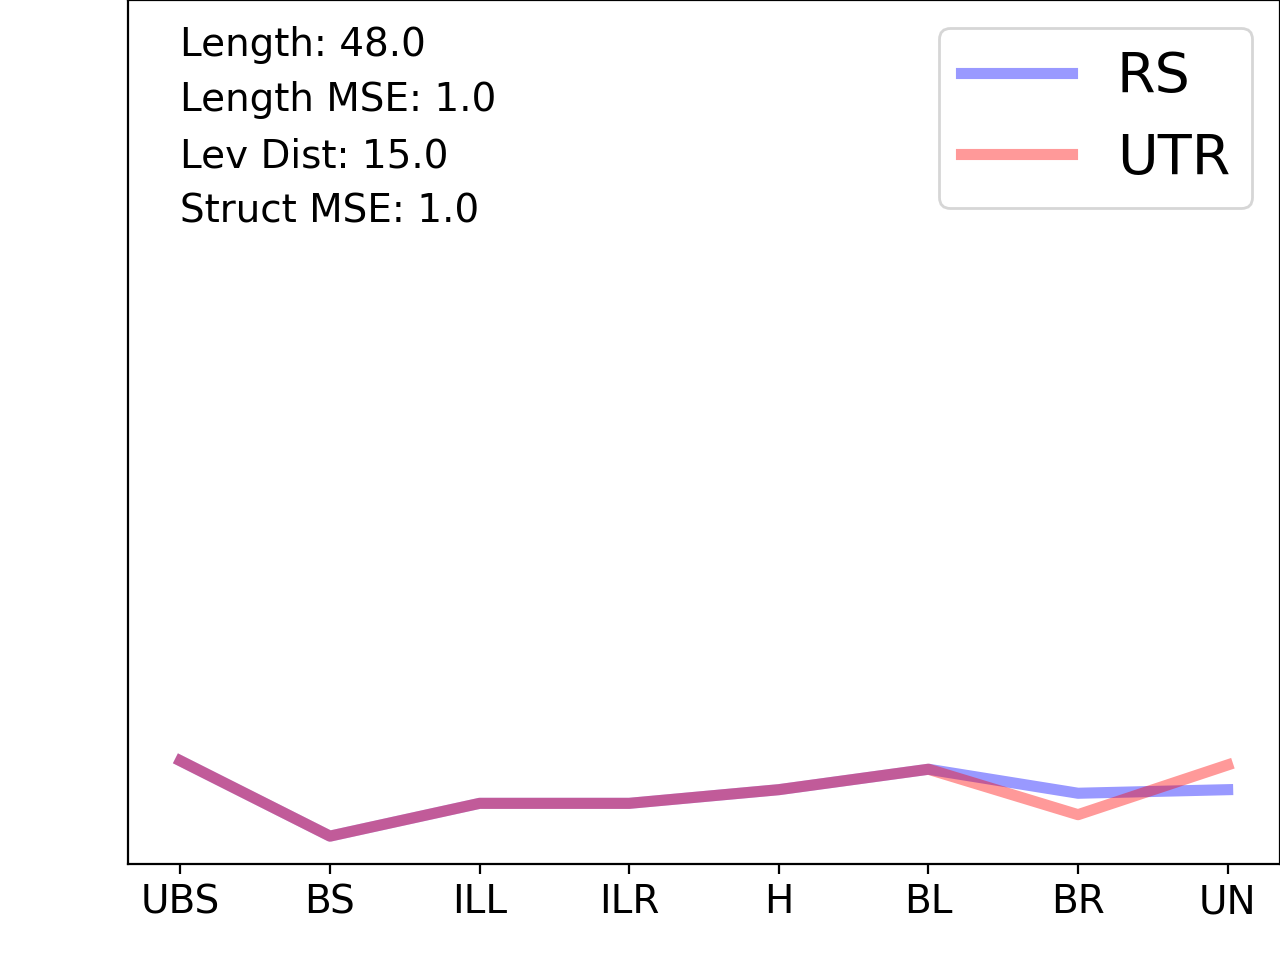 Length: 48.0
Length MSE: 1.0
Lev Dist: 15.0
Struct MSE: 1.0
RS
UTR
UBS BS ILL ILR H BL BR UN